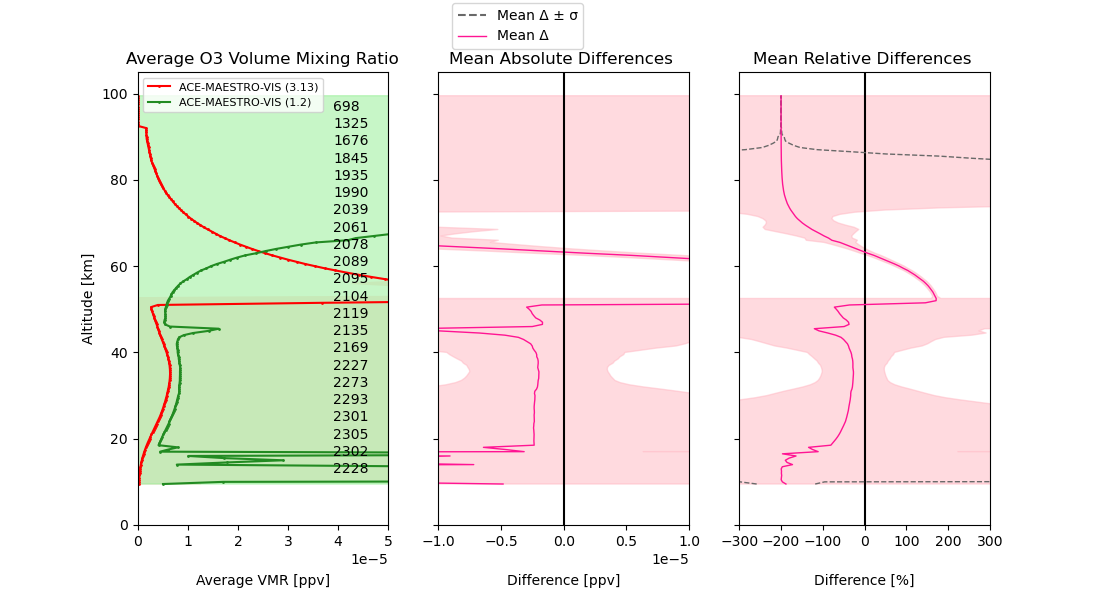 Mean Δ ± σ
Mean Δ
Average O3 Volume Mixing Ratio
Mean Absolute Differences
Mean Relative Differences
ACE-MAESTRO-VIS (3.13)
ACE-MAESTRO-VIS (1.2)
698
1325
1676
1845
1935
1990
2039
2061
2078
2089
2095
2104
2119
2135
2169
2227
2273
2293
2301
2305
2302
2228
100
80
60
40
20
0
Altitude [km]
0 1 2 3 4 5
1e−5
Average VMR [ppv]
−1.0 −0.5 0.0 0.5 1.0
1e−5
Difference [ppv]
−300 −200 −100 0 100 200 300
Difference [%]